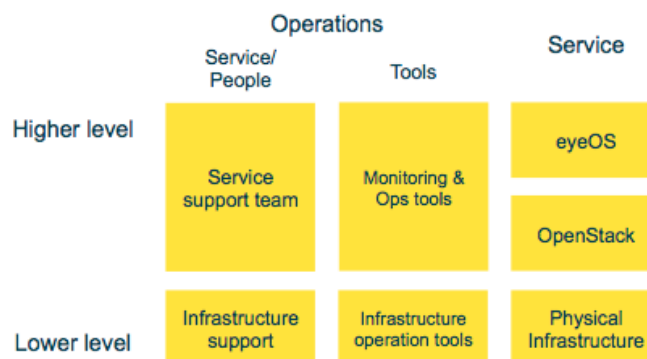 Operations
Service
Service/
People
Tools
Higher level
Service
support team
Monitoring &
Ops tools
eyeOS
OpenStack
Lower level
Infrastructure
support
Infrastructure
operation tools
Physical
Infrastructure